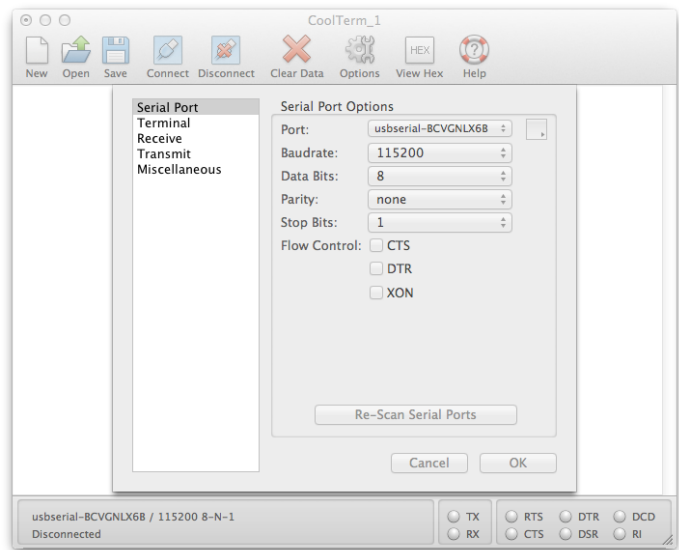 CoolTerm_1
New Open Save Connect Disconnect Clear Data Options View Hex Help
HEX
Serial Port
Terminal
Receive
Transmit
Miscellaneous
Serial Port Options
Port: usbserial-BCVGNLX6B
Baudrate: 115200
Data Bits: 8
Parity: none
Stop Bits: 1
Flow Control: CTS
DTR
XON
Re-Scan Serial Ports
Cancel OK
usbserial-BCVGNLX6B / 115200 8-N-1
Disconnected
TX RTS DTR DCD
RX CTS DSR RI